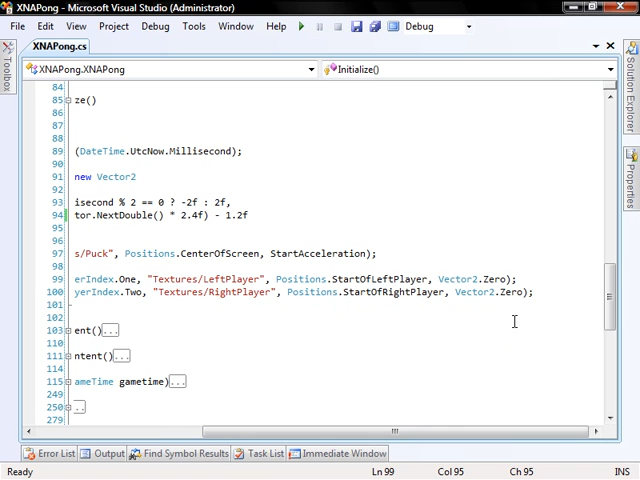 XNAPong - Microsoft Visual Studio (Administrator)
File Edit View Project Debug Tools Test Window Help Debug
XNAPong.cs
XNAPong.XNAPong Initialize()
Toolbox
Solution Explorer
Properties
84
85 ze()
86
87
88
89 (DateTime.UtcNow.Millisecond);
90
91 new Vector2
92
93 isecond % 2 == 0 ? -2f : 2f,
94 tor.NextDouble() * 2.4f) - 1.2f
95
96
97 s/Puck", Positions.CenterOfScreen, StartAcceleration);
98
99 erIndex.One, "Textures/LeftPlayer", Positions.StartOfLeftPlayer, Vector2.Zero);
100 yerIndex.Two, "Textures/RightPlayer", Positions.StartOfRightPlayer, Vector2.Zero);
101
102
103 ent()...
110
111 ntent()...
114
115 ameTime gametime)...
249
250 ..
279
Error List Output Find Symbol Results Task List Immediate Window
Ready Ln 99 Col 95 Ch 95 INS